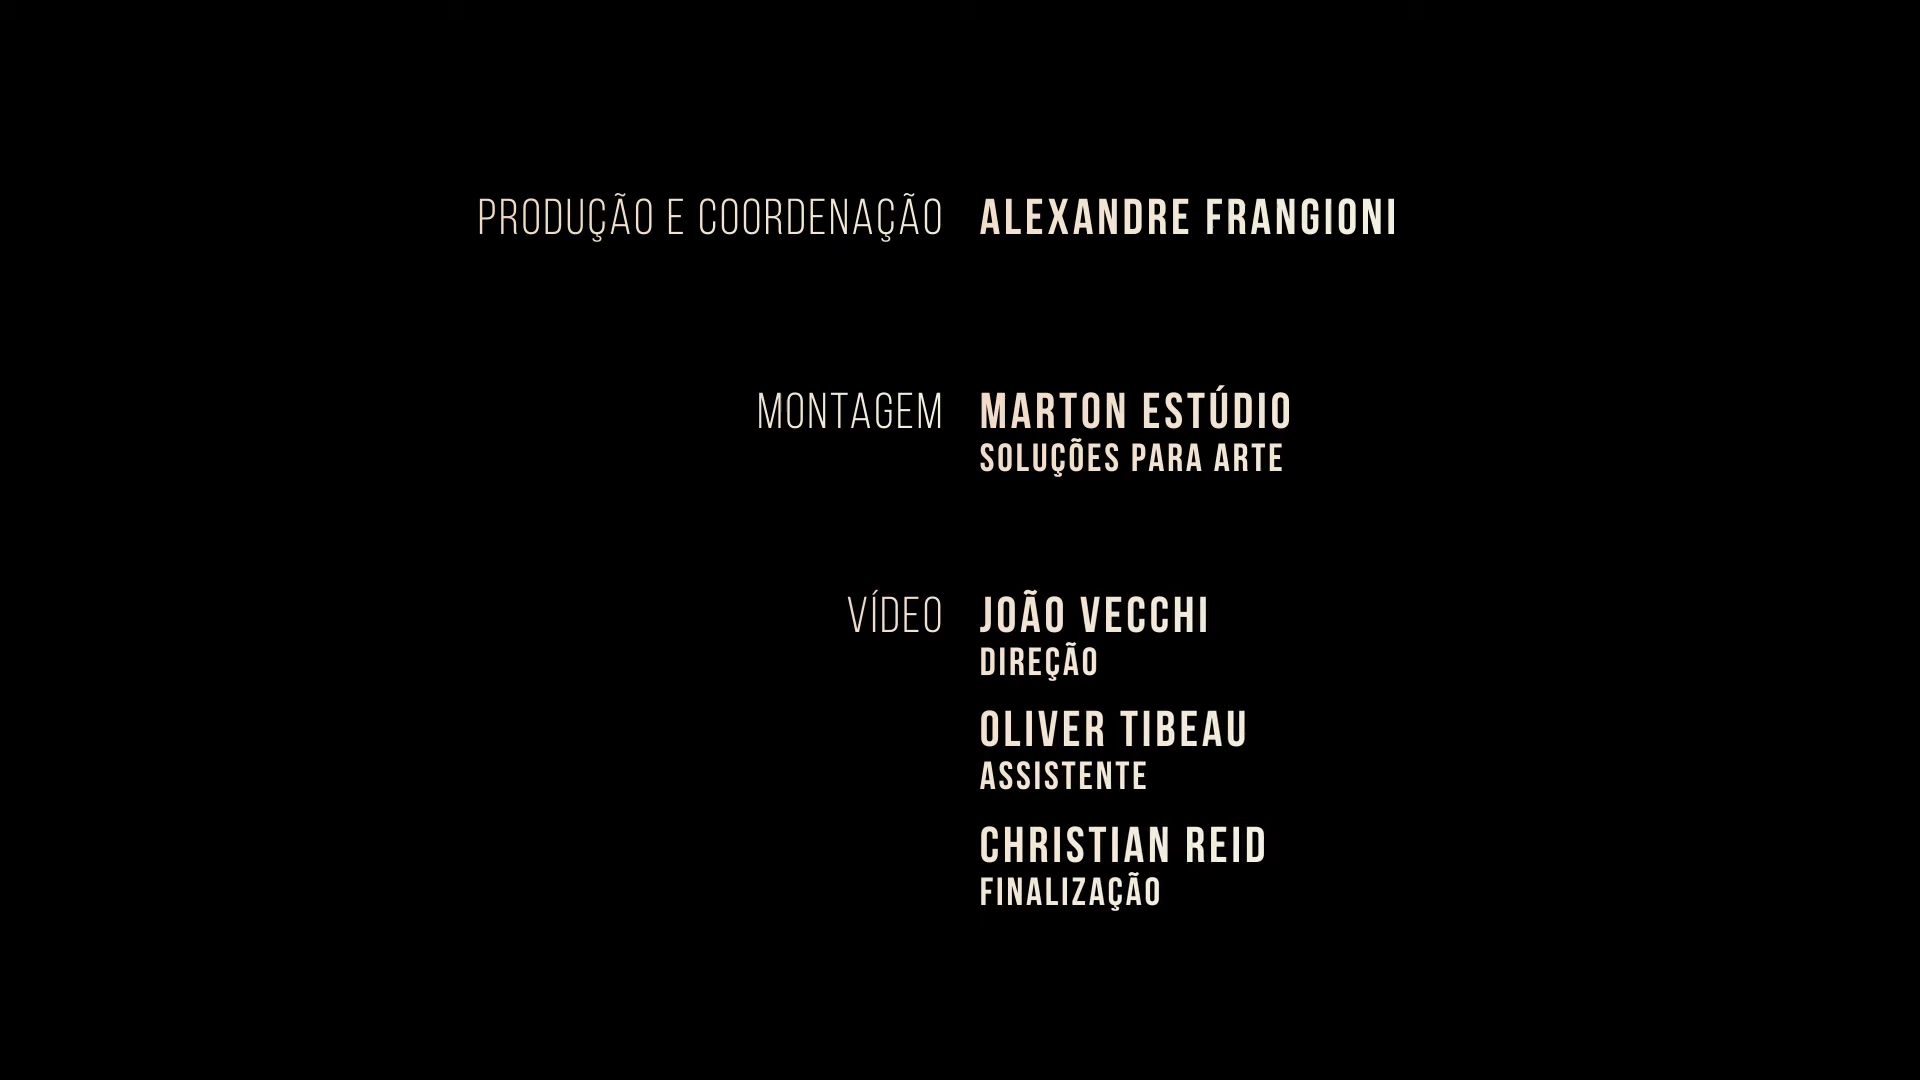 PRODUÇÃO E COORDENAÇÃO ALEXANDRE FRANGIONI
MONTAGEM MARTON ESTÚDIO
SOLUÇÕES PARA ARTE
VÍDEO JOÃO VECCHI
DIREÇÃO
OLIVER TIBEAU
ASSISTENTE
CHRISTIAN REID
FINALIZAÇÃO